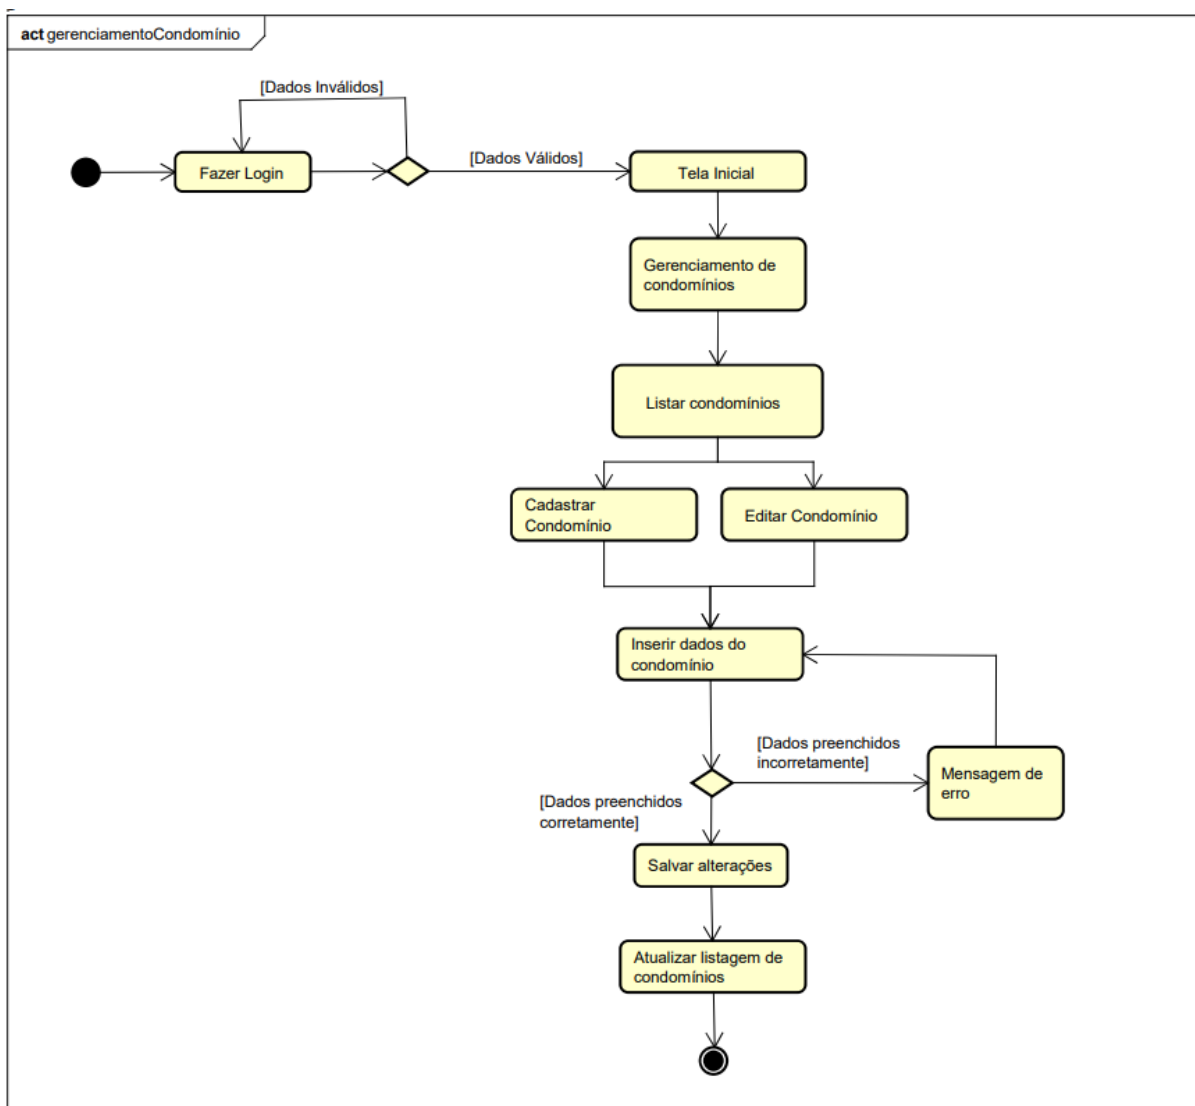 act gerenciamentoCondomínio
[Dados Inválidos]
[Dados Válidos]
Fazer Login
Tela Inicial
Gerenciamento de
condomínios
Listar condomínios
Cadastrar
Condomínio
Editar Condomínio
Inserir dados do
condomínio
[Dados preenchidos
incorretamente]
Mensagem de
erro
[Dados preenchidos
corretamente]
Salvar alterações
Atualizar listagem de
condomínios